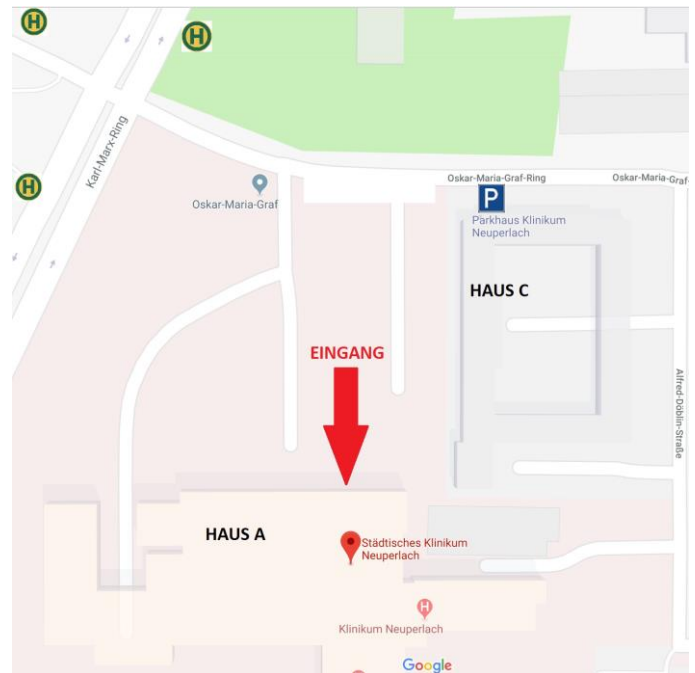 H
H
Karl-Marx-Ring
H
Oskar-Maria-Graf-Ring
Oskar-Maria-Graf-
Oskar-Maria-Graf
P
Parkhaus Klinikum
Neuperlach
HAUS C
EINGANG
Alfred-Döblin-Straße
HAUS A
Städtisches Klinikum
Neuperlach
H
Klinikum Neuperlach
Google